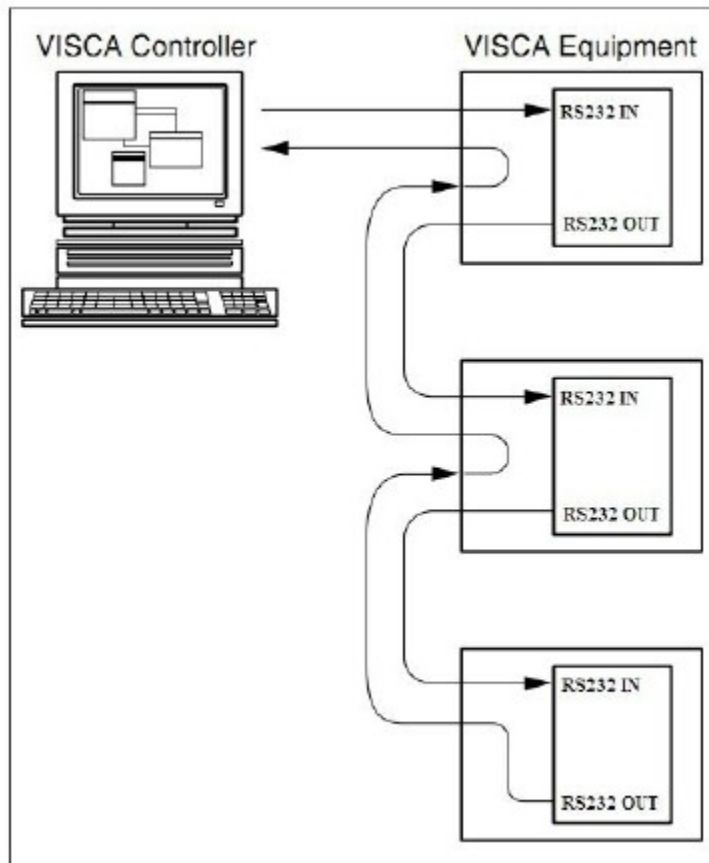 VISCA Controller
VISCA Equipment
RS232 IN
RS232 OUT
RS232 IN
RS232 OUT
RS232 IN
RS232 OUT